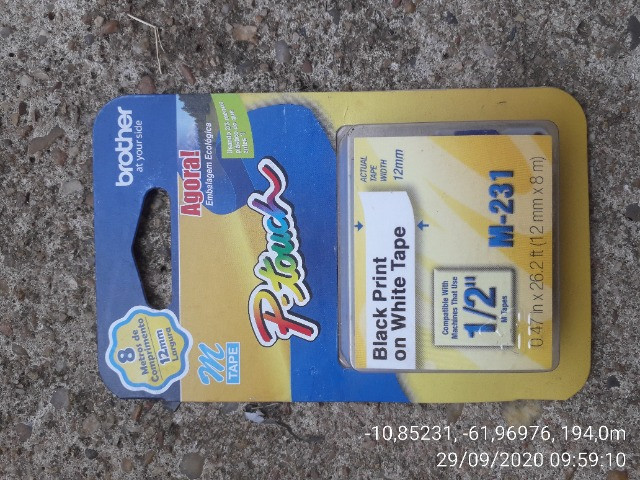 brother
at your side
Agora!
Embalagem Ecológica
8
Metros de
Comprimento
12mm
Largura
M
TAPE
P-touch
ACTUAL
TAPE
WIDTH
12mm
Black Print
on White Tape
Compatible With
Machines That Use
1/2"
M Tapes
M-231
0.47 in x 26.2 ft (12 mm x 8 m)
-10,85231, -61,96976, 194,0m
29/09/2020 09:59:10